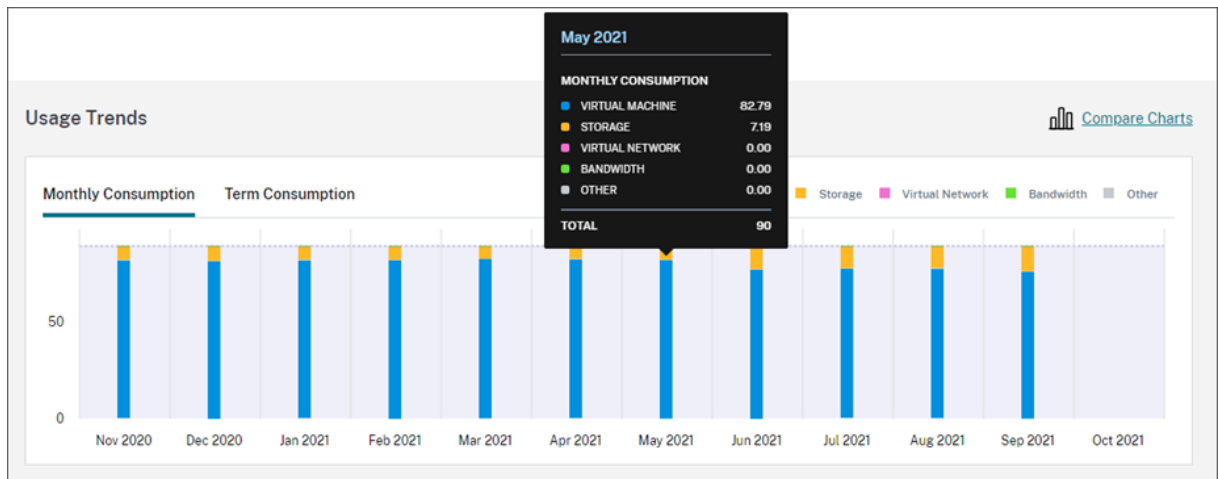 May 2021
MONTHLY CONSUMPTION
VIRTUAL MACHINE 82.79
STORAGE 7.19
VIRTUAL NETWORK 0.00
BANDWIDTH 0.00
OTHER 0.00
TOTAL 90
Usage Trends
Compare Charts
Monthly Consumption Term Consumption
Storage Virtual Network Bandwidth Other
50
0
Nov 2020 Dec 2020 Jan 2021 Feb 2021 Mar 2021 Apr 2021 May 2021 Jun 2021 Jul 2021 Aug 2021 Sep 2021 Oct 2021